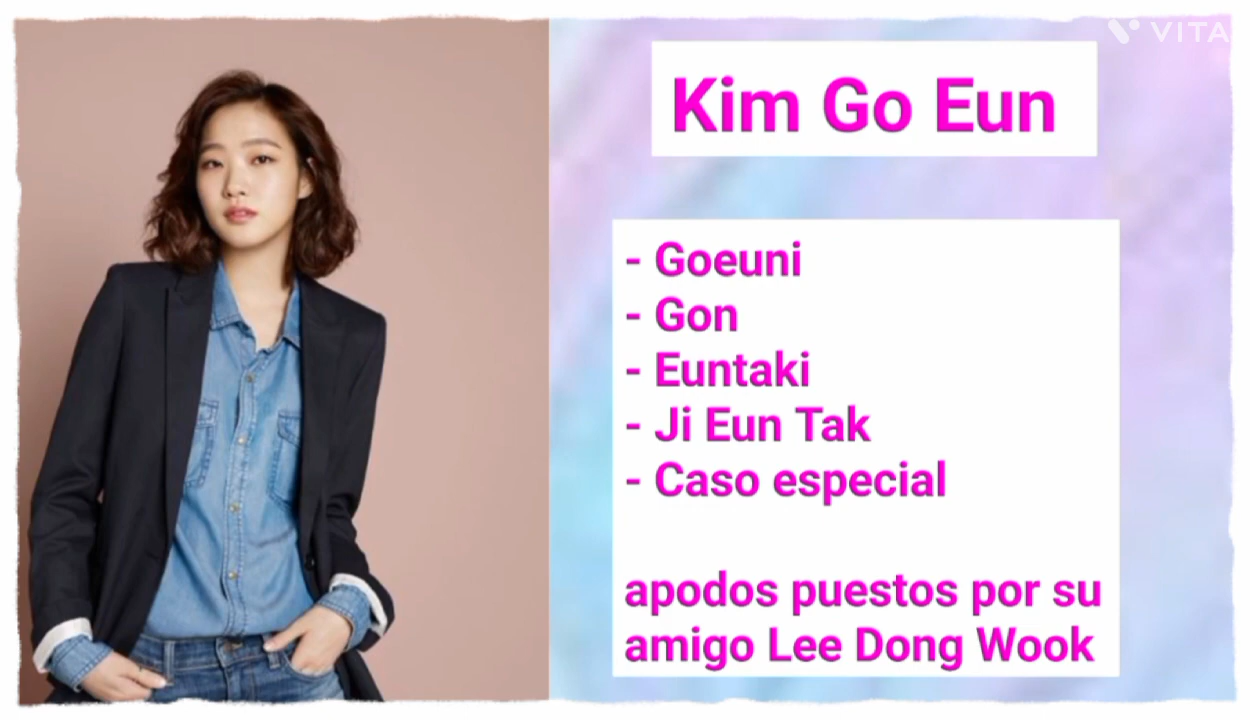 VITA
Kim Go Eun
- Goeuni
- Gon
- Euntaki
- Ji Eun Tak
- Caso especial
apodos puestos por su
amigo Lee Dong Wook